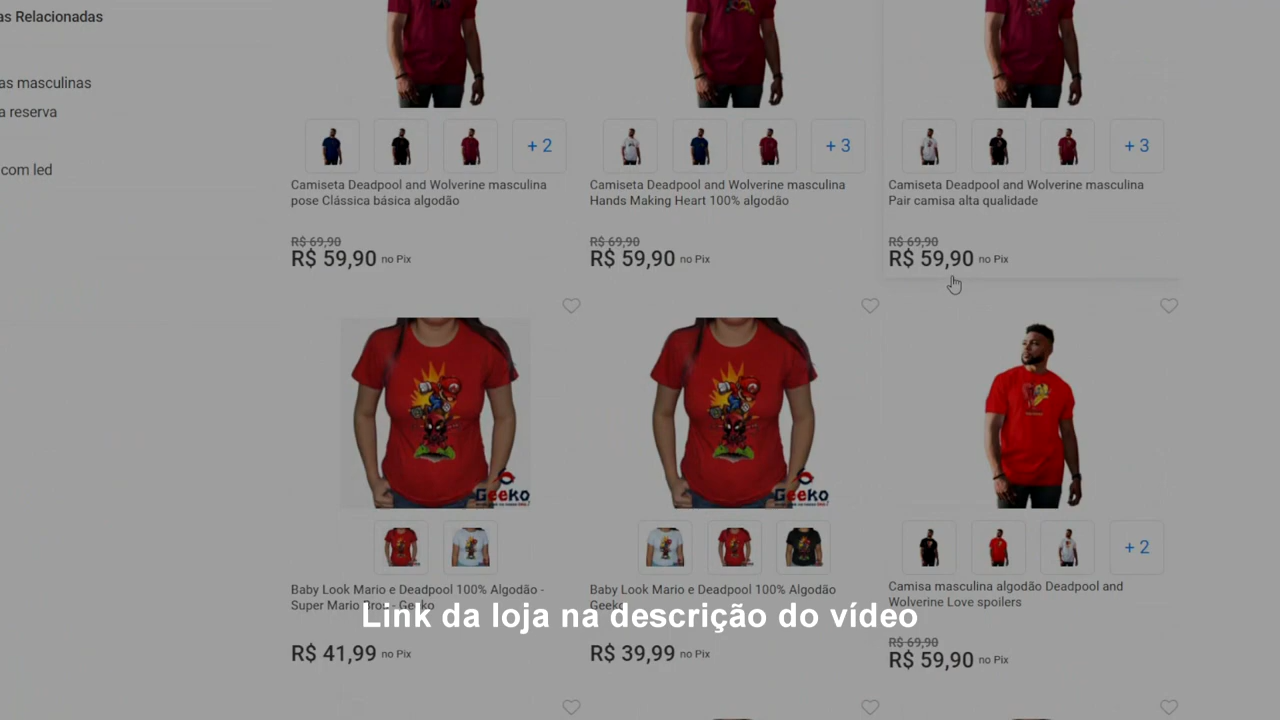 as Relacionadas
as masculinas
a reserva
com led
+ 2
+ 3
+ 3
Camiseta Deadpool and Wolverine masculina
pose Clássica básica algodão
Camiseta Deadpool and Wolverine masculina
Hands Making Heart 100% algodão
Camiseta Deadpool and Wolverine masculina
Pair camisa alta qualidade
R$ 69,90
R$ 59,90 no Pix
R$ 69,90
R$ 59,90 no Pix
R$ 69,90
R$ 59,90 no Pix
Geeko
Geeko
+ 2
Baby Look Mario e Deadpool 100% Algodão -
Super Mario Bros - Geeko
Baby Look Mario e Deadpool 100% Algodão
Geeko
Camisa masculina algodão Deadpool and
Wolverine Love spoilers
Link da loja na descrição do vídeo
R$ 41,99 no Pix
R$ 39,99 no Pix
R$ 69,90
R$ 59,90 no Pix